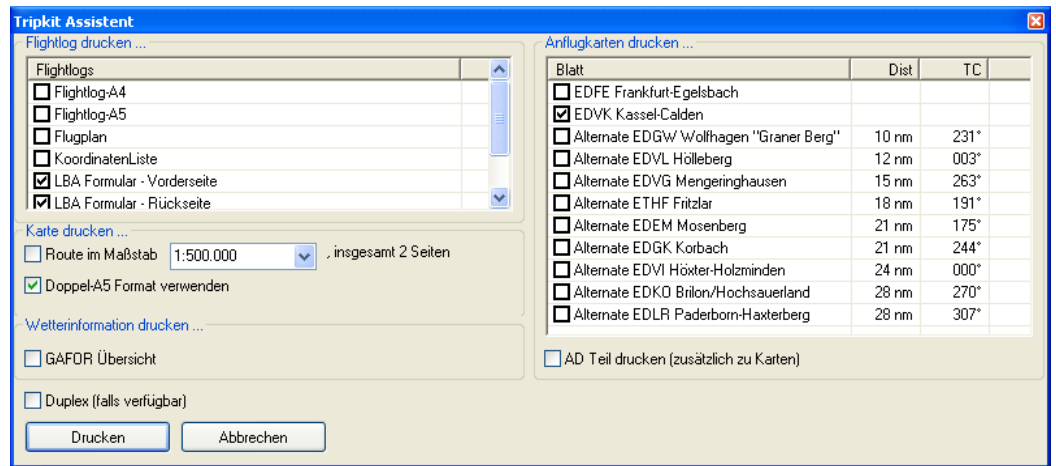 Tripkit Assistent
Flightlog drucken ...
Flightlogs
Flightlog-A4
Flightlog-A5
Flugplan
KoordinatenListe
LBA Formular - Vorderseite
LBA Formular - Rückseite
Karte drucken ...
Route im Maßstab 1:500.000 , insgesamt 2 Seiten
Doppel-A5 Format verwenden
Wetterinformation drucken ...
GAFOR Übersicht
Duplex (falls verfügbar)
Drucken Abbrechen
Anflugkarten drucken ...
Blatt Dist TC
EDFE Frankfurt-Egelsbach
EDVK Kassel-Calden
Alternate EDGW Wolfhagen "Graner Berg" 10 nm 231°
Alternate EDVL Hölleberg 12 nm 003°
Alternate EDVG Mengeringhausen 15 nm 263°
Alternate ETHF Fritzlar 18 nm 191°
Alternate EDEM Mosenberg 21 nm 175°
Alternate EDGK Korbach 21 nm 244°
Alternate EDVI Höxter-Holzminden 24 nm 000°
Alternate EDKO Brilon/Hochsauerland 28 nm 270°
Alternate EDLR Paderborn-Haxterberg 28 nm 307°
AD Teil drucken (zusätzlich zu Karten)